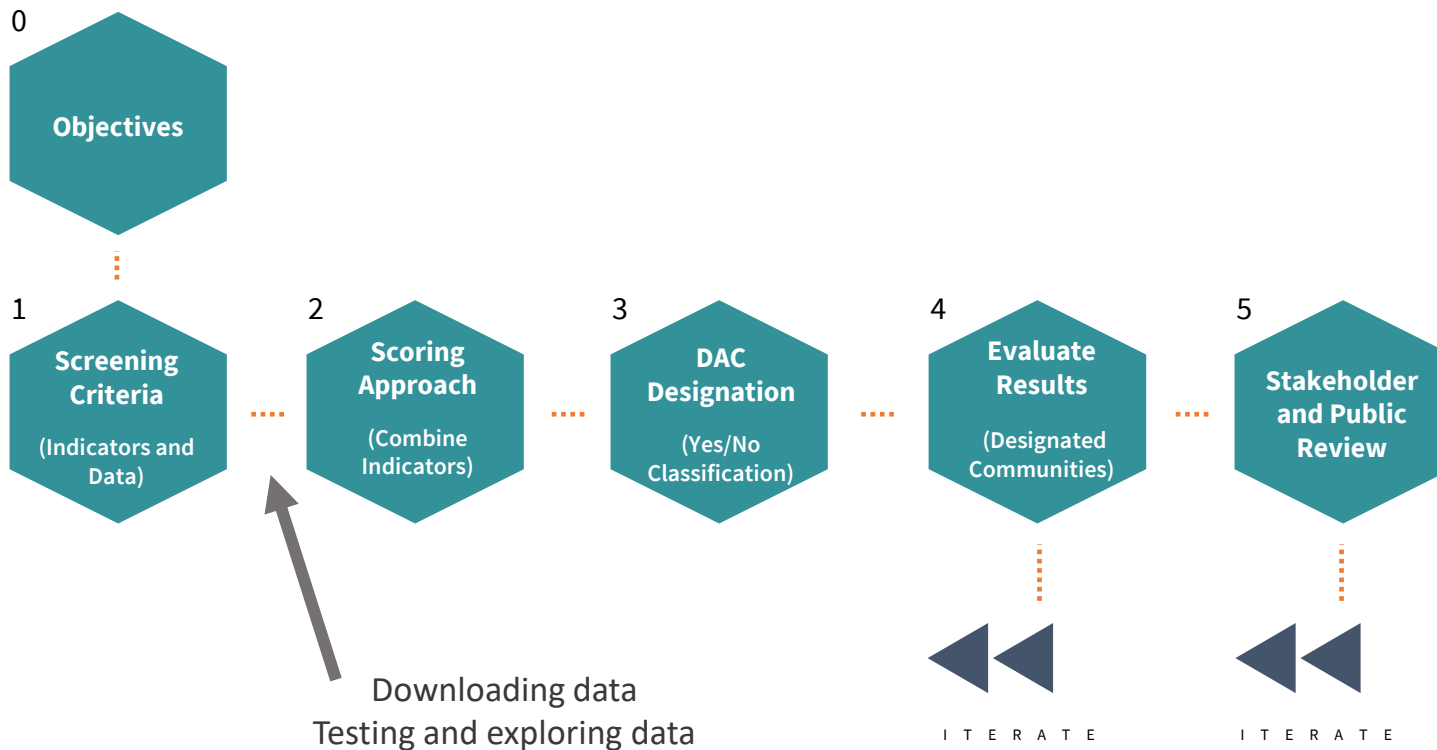 0
Objectives
1
Screening
Criteria
(Indicators and
Data)
2
Scoring
Approach
(Combine
Indicators)
3
DAC
Designation
(Yes/No
Classification)
4
Evaluate
Results
(Designated
Communities)
5
Stakeholder
and Public
Review
Downloading data
Testing and exploring data
I T E R A T E
I T E R A T E